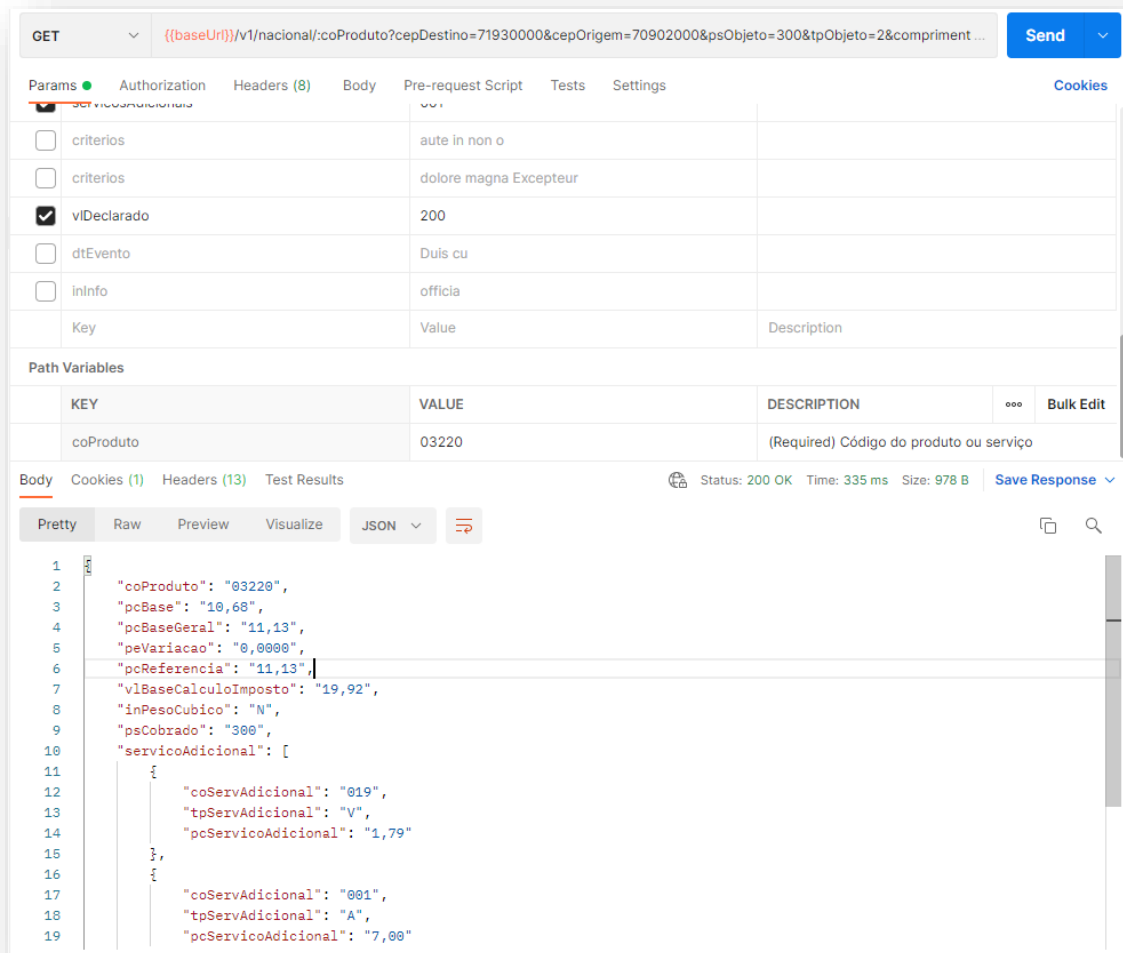 GET {{baseUrl}}/v1/nacional/:coProduto?cepDestino=71930000&cepOrigem=70902000&psObjeto=300&tpObjeto=2&compriment ... Send
Params Authorization Headers (8) Body Pre-request Script Tests Settings Cookies
servicosAdicionais 001
criterios aute in non o
criterios dolore magna Excepteur
vlDeclarado 200
dtEvento Duis cu
inInfo officia
Key Value Description
Path Variables
KEY VALUE DESCRIPTION ooo Bulk Edit
coProduto 03220 (Required) Código do produto ou serviço
Body Cookies (1) Headers (13) Test Results Status: 200 OK Time: 335 ms Size: 978 B Save Response
Pretty Raw Preview Visualize JSON
1 {
2 "coProduto": "03220",
3 "pcBase": "10,68",
4 "pcBaseGeral": "11,13",
5 "peVariacao": "0,0000",
6 "pcReferencia": "11,13",
7 "vlBaseCalculoImposto": "19,92",
8 "inPesoCubico": "N",
9 "psCobrado": "300",
10 "servicoAdicional": [
11 {
12 "coServAdicional": "019",
13 "tpServAdicional": "V",
14 "pcServicoAdicional": "1,79"
15 },
16 {
17 "coServAdicional": "001",
18 "tpServAdicional": "A",
19 "pcServicoAdicional": "7,00"